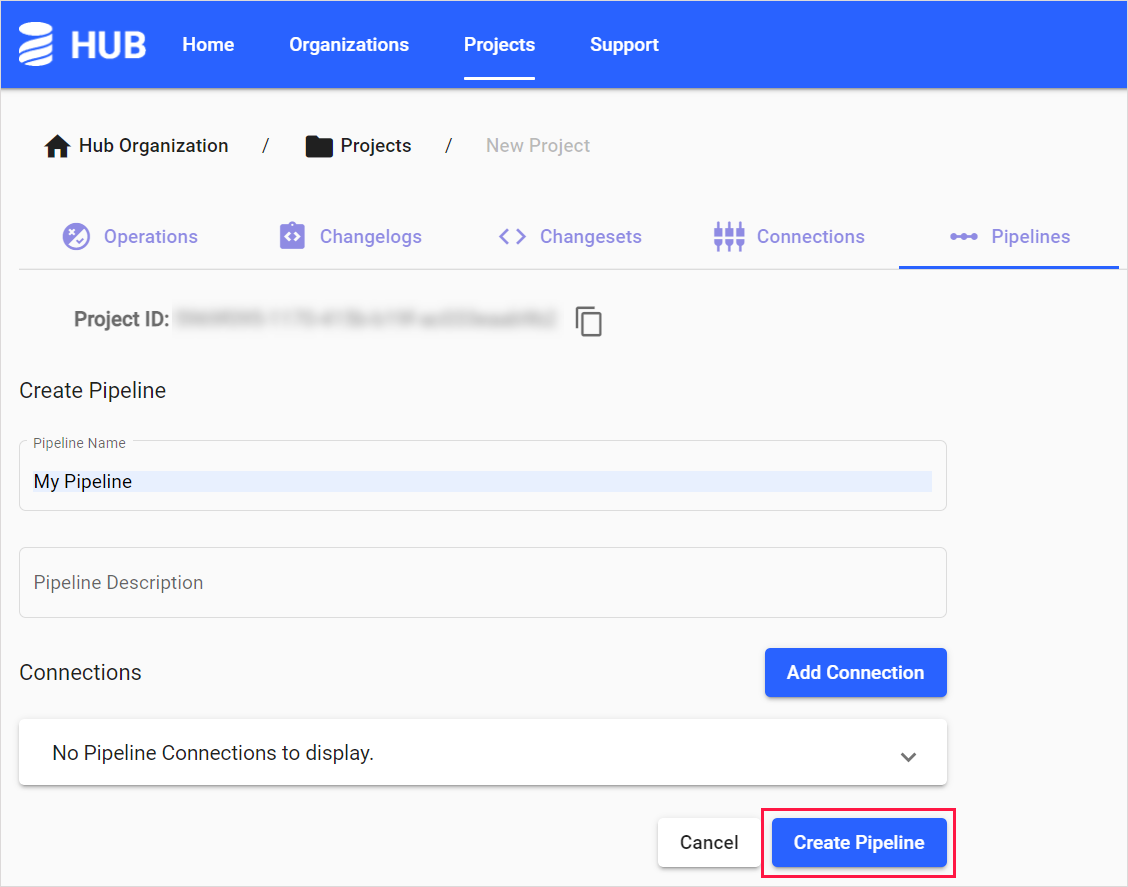 HUB Home Organizations Projects Support
Hub Organization / Projects / New Project
Operations Changelogs Changesets Connections Pipelines
Project ID:
Create Pipeline
Pipeline Name
My Pipeline
Pipeline Description
Connections Add Connection
No Pipeline Connections to display.
Cancel Create Pipeline